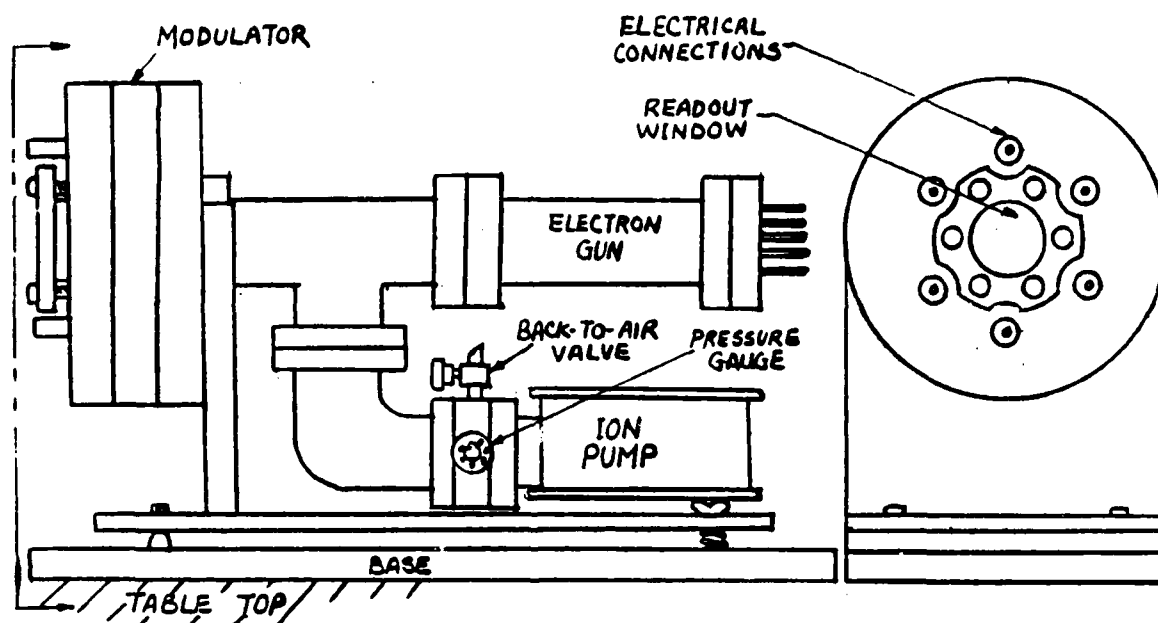 MODULATOR
ELECTRICAL
CONNECTIONS
READOUT
WINDOW
ELECTRON
GUN
BACK-TO-AIR
VALVE
PRESSURE
GAUGE
ION
PUMP
BASE
TABLE TOP